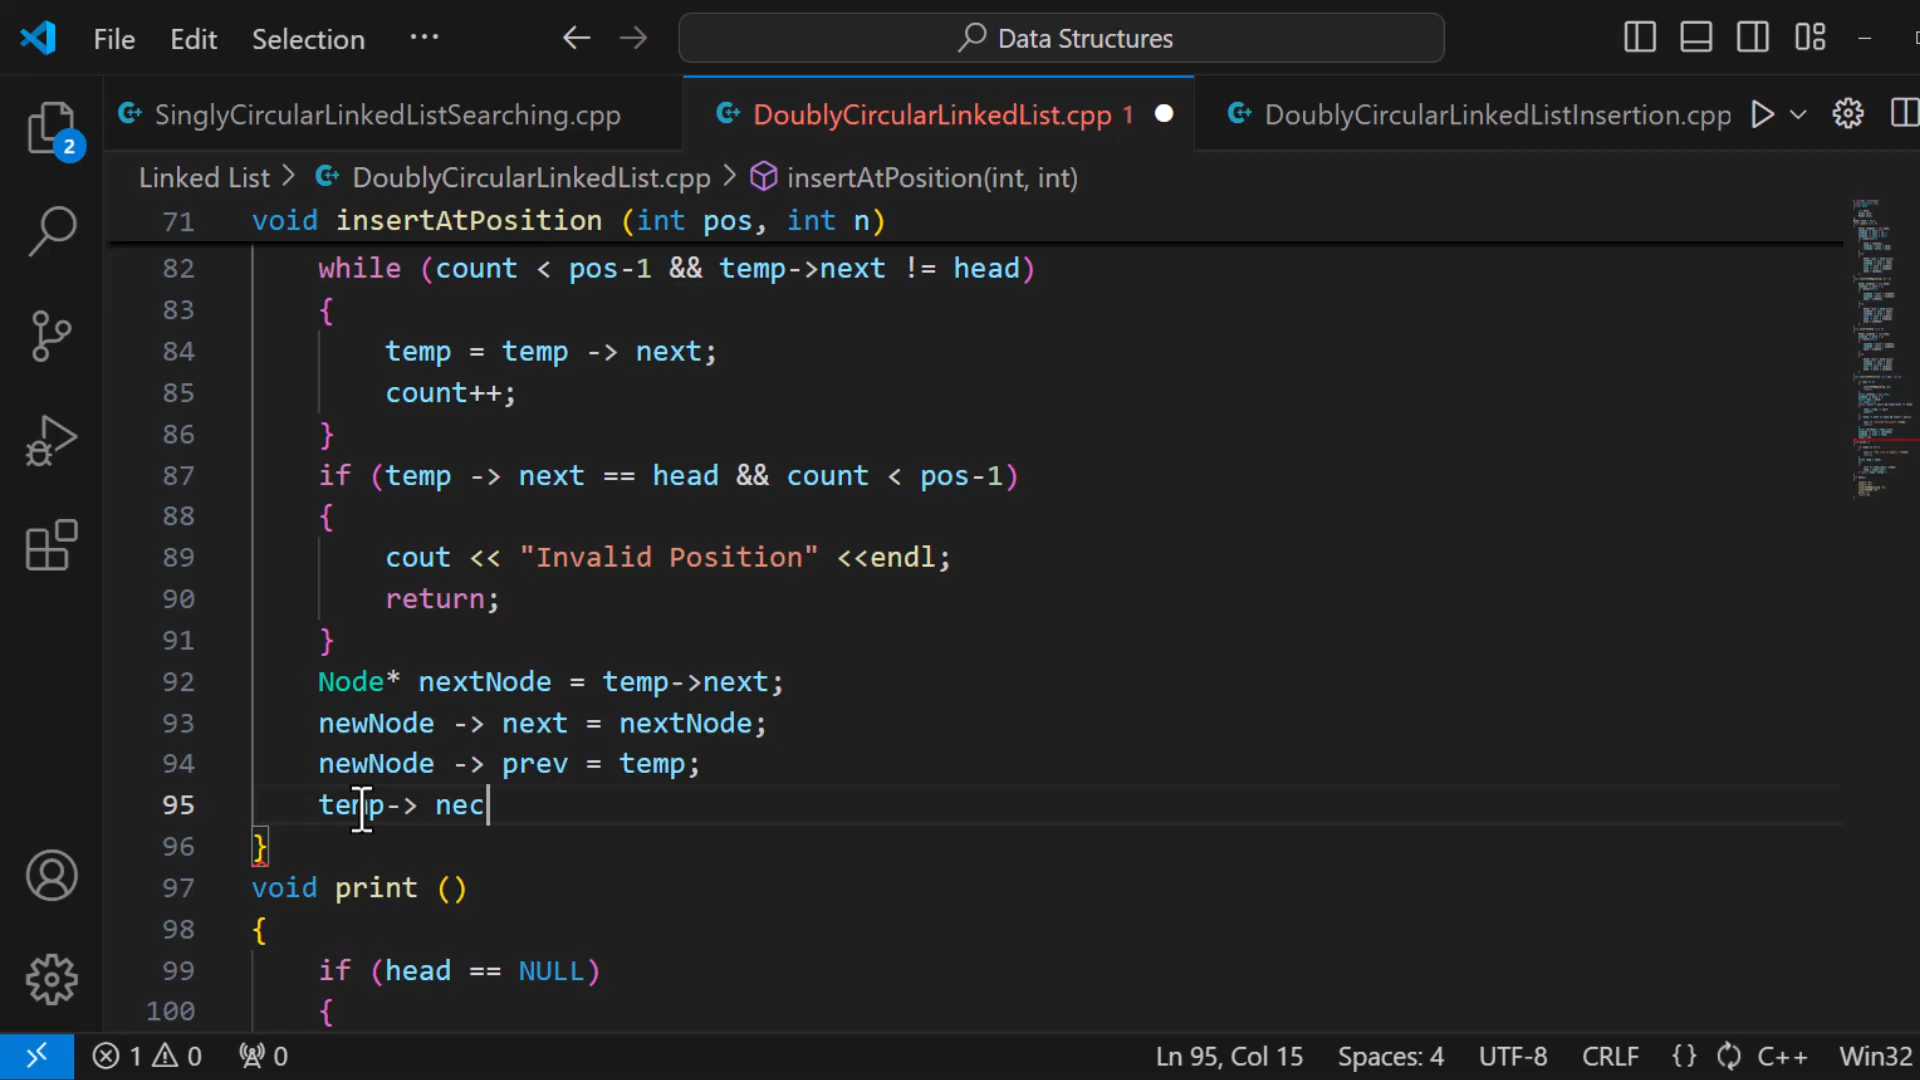 File Edit Selection ··· Data Structures
SinglyCircularLinkedListSearching.cpp DoublyCircularLinkedList.cpp 1 DoublyCircularLinkedListInsertion.cpp
2
Linked List > DoublyCircularLinkedList.cpp > insertAtPosition(int, int)
71 void insertAtPosition (int pos, int n)
82 while (count < pos-1 && temp->next != head)
83 {
84 temp = temp -> next;
85 count++;
86 }
87 if (temp -> next == head && count < pos-1)
88 {
89 cout << "Invalid Position" <<endl;
90 return;
91 }
92 Node* nextNode = temp->next;
93 newNode -> next = nextNode;
94 newNode -> prev = temp;
95 temp-> nec
96 }
97 void print ()
98 {
99 if (head == NULL)
100 {
1 0 0 Ln 95, Col 15 Spaces: 4 UTF-8 CRLF {} C++ Win32